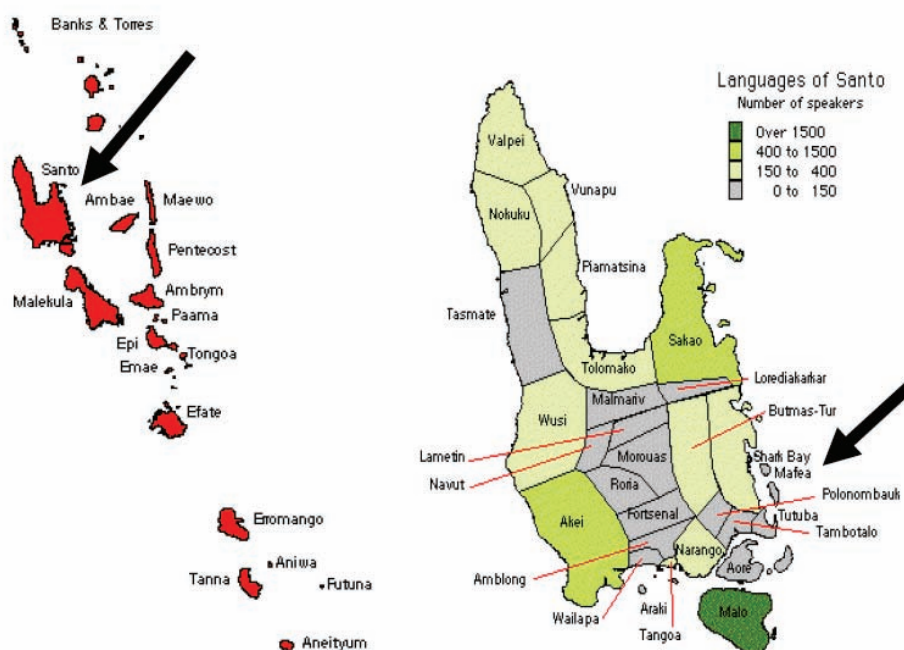 Banks & Torres
Santo
Ambae
Maewo
Pentecost
Malekula
Ambrym
Paama
Epi
Tongoa
Emae
Efate
Erromango
Aniwa
Tanna
Futuna
Aneityum
Languages of Santo
Number of speakers
Over 1500
400 to 1500
150 to 400
0 to 150
Valpei
Vunapu
Nokuku
Piamatsina
Tasmate
Sakao
Tolomako
Lorediakarkar
Malmariv
Butmas-Tur
Wusi
Lametin
Morouas
Shark Bay
Mafea
Navut
Roria
Polonombauk
Akei
Fortsenal
Tutuba
Tambotalo
Narango
Aore
Amblong
Wailapa
Araki
Tangoa
Malo